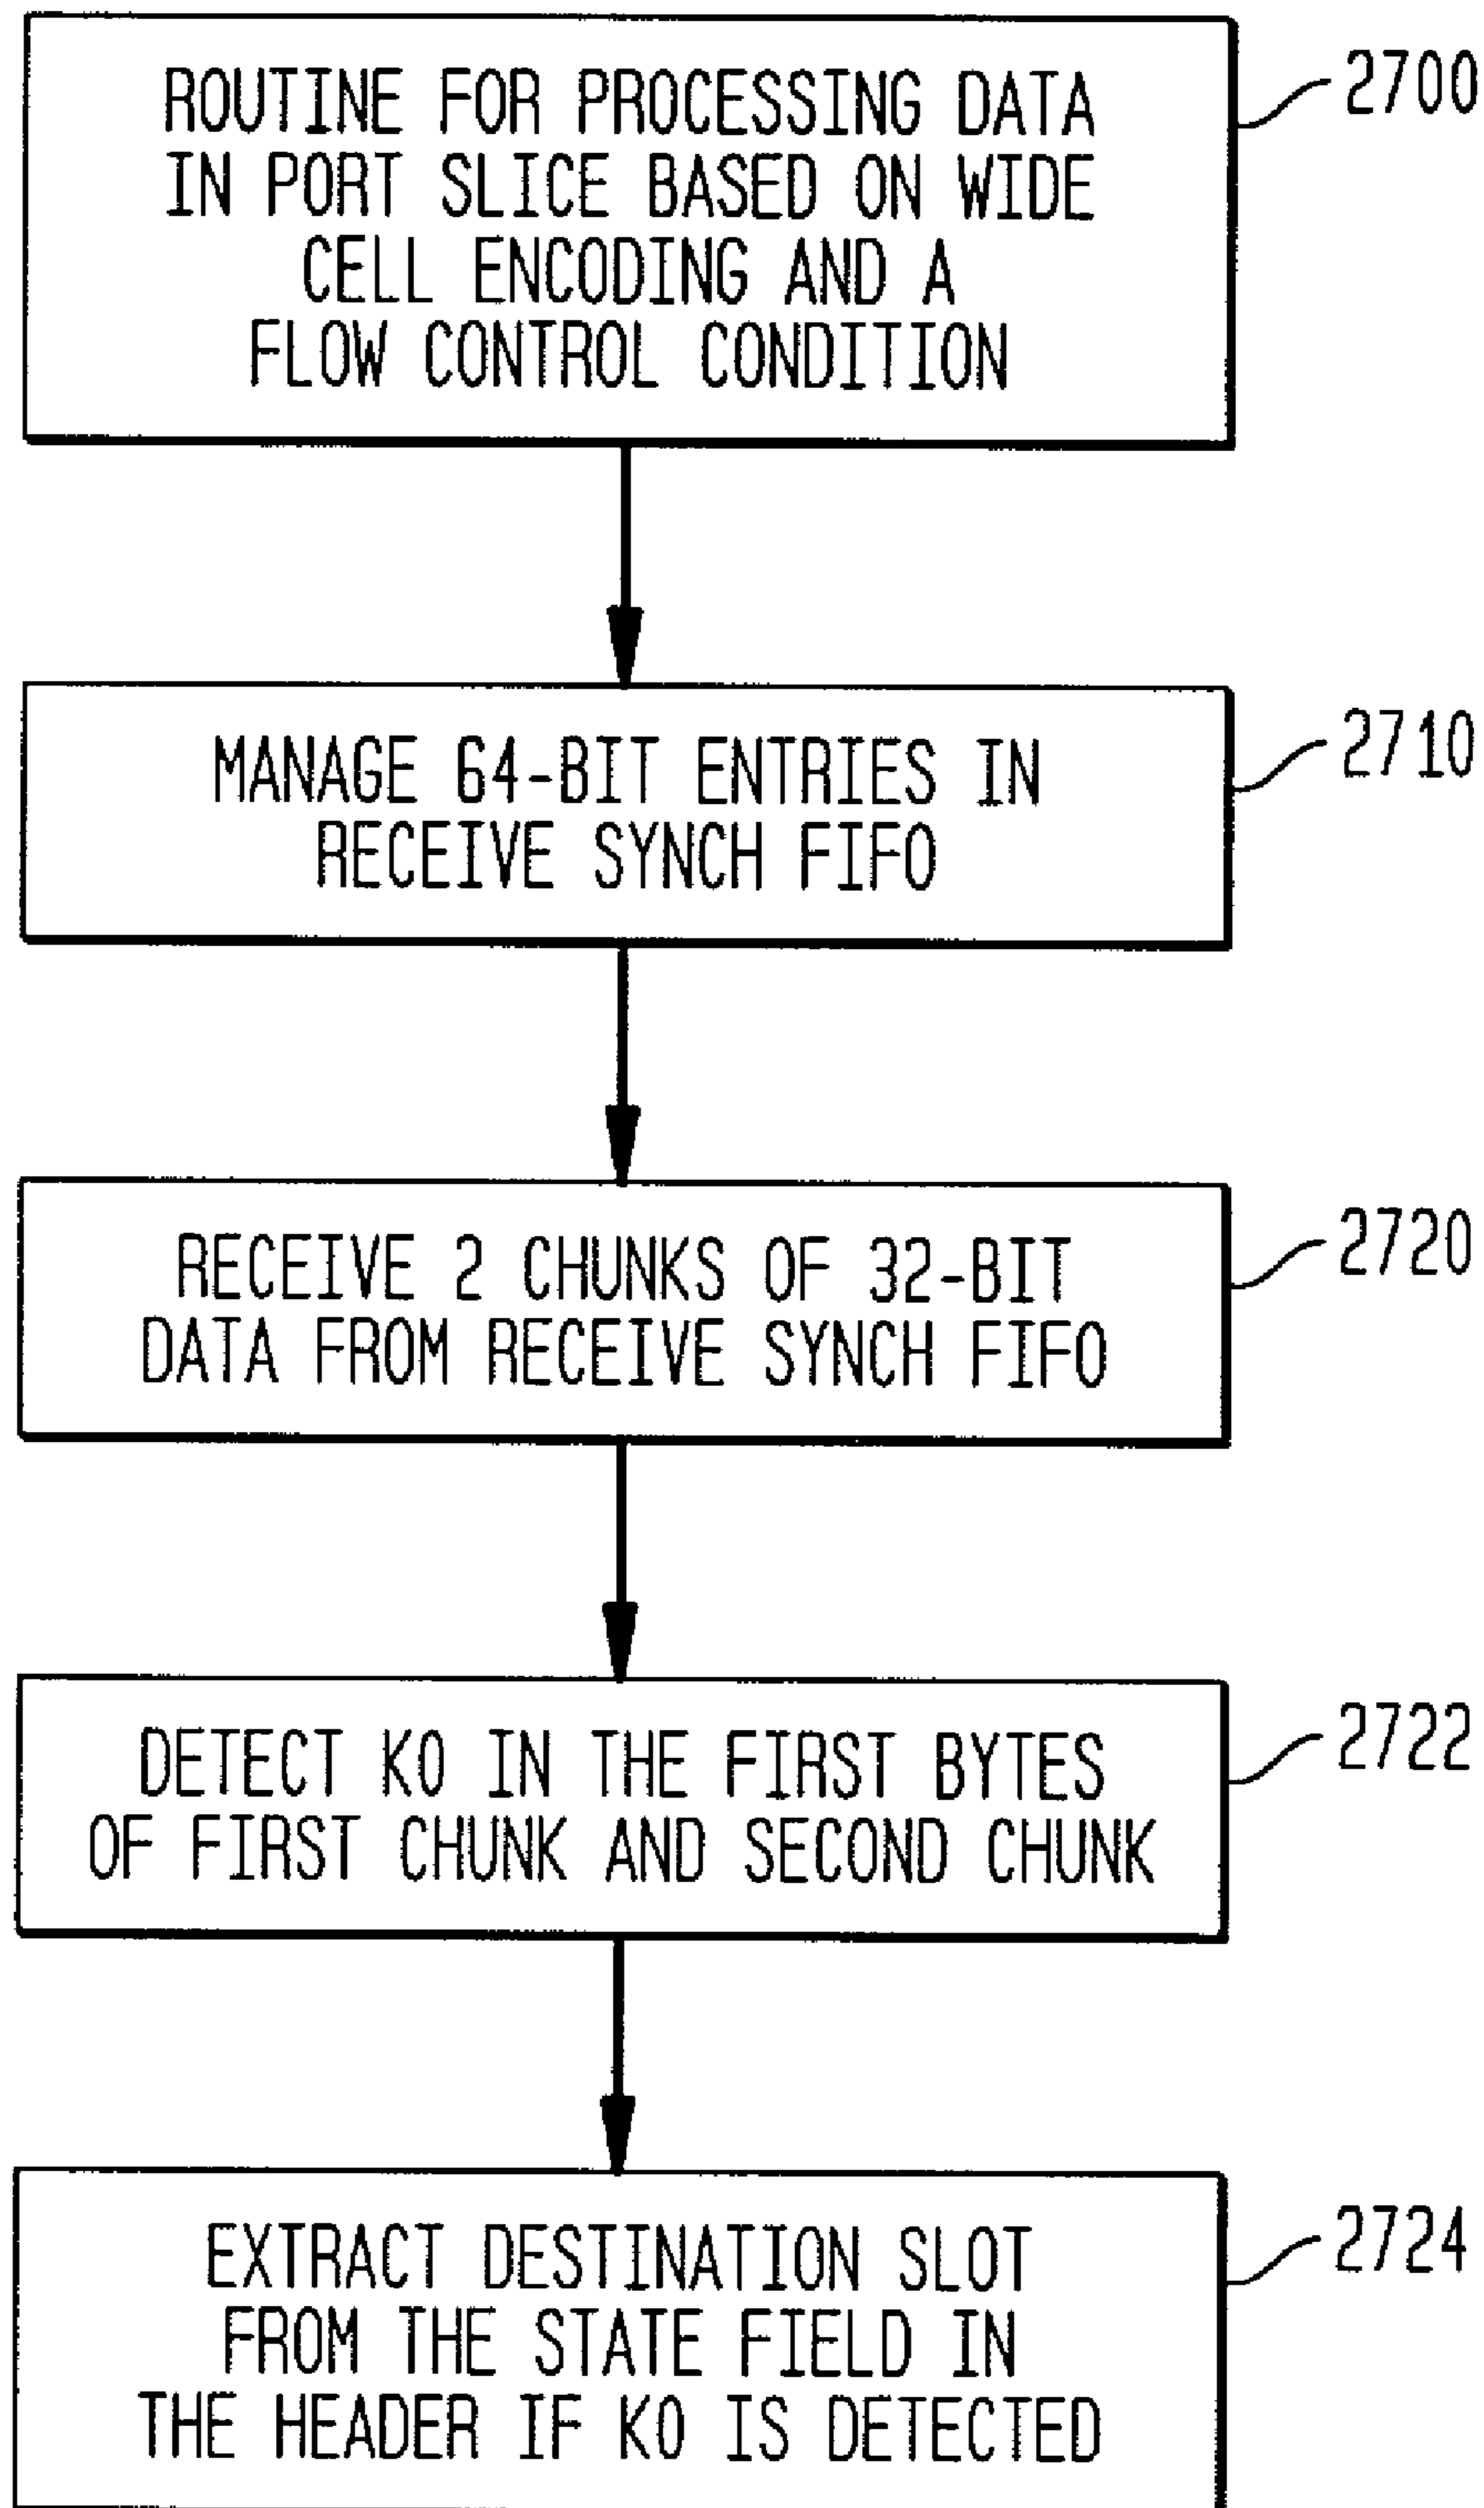 ROUTINE FOR PROCESSING DATA
IN PORT SLICE BASED ON WIDE
CELL ENCODING AND A
FLOW CONTROL CONDITION
2700
MANAGE 64-BIT ENTRIES IN
RECEIVE SYNCH FIFO
2710
RECEIVE 2 CHUNKS OF 32-BIT
DATA FROM RECEIVE SYNCH FIFO
2720
DETECT K0 IN THE FIRST BYTES
OF FIRST CHUNK AND SECOND CHUNK
2722
EXTRACT DESTINATION SLOT
FROM THE STATE FIELD IN
THE HEADER IF K0 IS DETECTED
2724